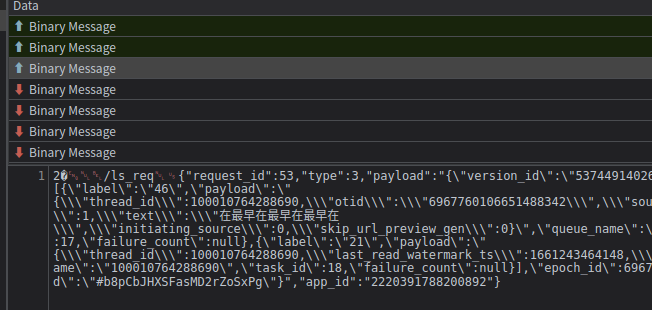 Data
Binary Message
Binary Message
Binary Message
Binary Message
Binary Message
Binary Message
Binary Message
1
2 /ls_req {"request_id":53,"type":3,"payload":"{\"version_id\":\"53744914026
[{\"label\":\"46\",\"payload\":\"
{\\\"thread_id\\\":100010764288690,\\\"otid\\\":\\\"6967760106651488342\\\",\\\"sou
\\":1,\\\"text\\\":\\\"在最早在最早在最早在
\\\",\\\"initiating_source\\\":0,\\\"skip_url_preview_gen\\\":0}\",\"queue_name\":\
:17,\"failure_count\":null},{\"label\":\"21\",\"payload\":\"
{\\\"thread_id\\\":100010764288690,\\\"last_read_watermark_ts\\\":1661243464148,\\\
ame\":\"100010764288690\",\"task_id\":18,\"failure_count\":null}],\"epoch_id\":6967
d\":\"#b8pCbJHXSFasMD2rZoSxPg\"}","app_id":"2220391788200892"}